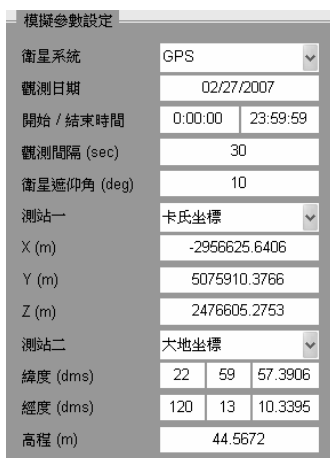 模擬參數設定
衛星系統 GPS
觀測日期 02/27/2007
開始 / 結束時間 0:00:00 23:59:59
觀測間隔 (sec) 30
衛星遮仰角 (deg) 10
測站一 卡氏坐標
X (m) -2956625.6406
Y (m) 5075910.3766
Z (m) 2476605.2753
測站二 大地坐標
緯度 (dms) 22 59 57.3906
經度 (dms) 120 13 10.3395
高程 (m) 44.5672